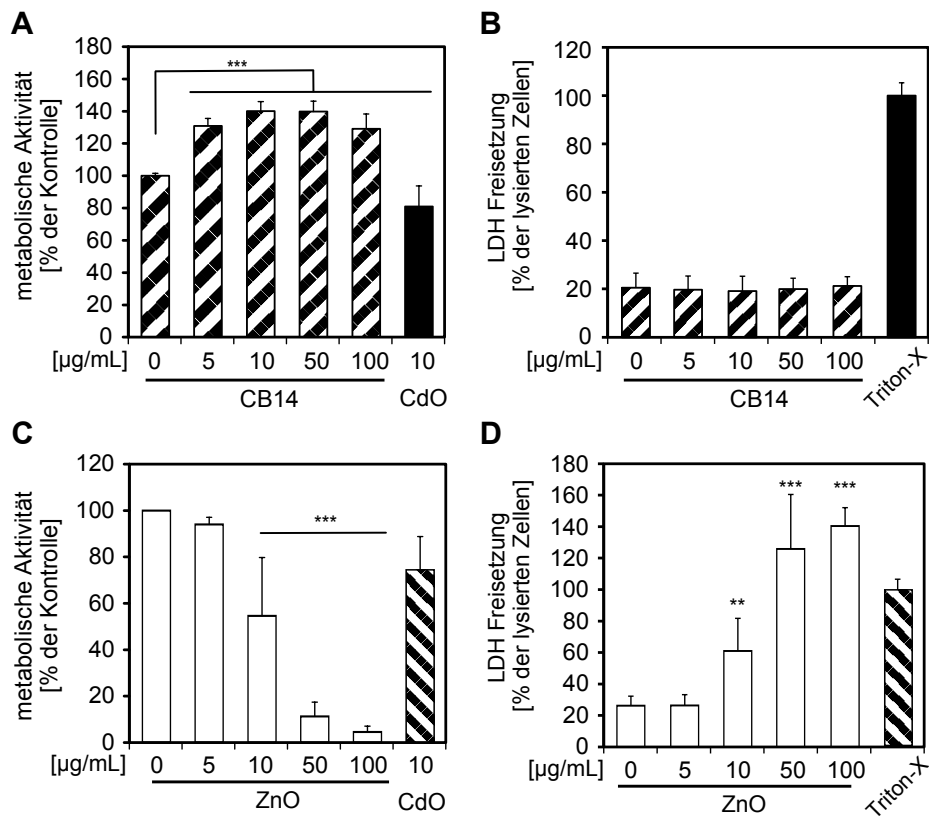 A
metabolische Aktivität
[% der Kontrolle]
180
160
140
120
100
80
60
40
20
0
***
[µg/mL] 0 5 10 50 100 10
CB14 CdO
B
LDH Freisetzung
[% der lysierten Zellen]
120
100
80
60
40
20
0
[µg/mL] 0 5 10 50 100 Triton-X
CB14
C
metabolische Aktivität
[% der Kontrolle]
120
100
80
60
40
20
0
***
[µg/mL] 0 5 10 50 100 10
ZnO CdO
D
LDH Freisetzung
[% der lysierten Zellen]
180
160
140
120
100
80
60
40
20
0
** *** ***
[µg/mL] 0 5 10 50 100 Triton-X
ZnO